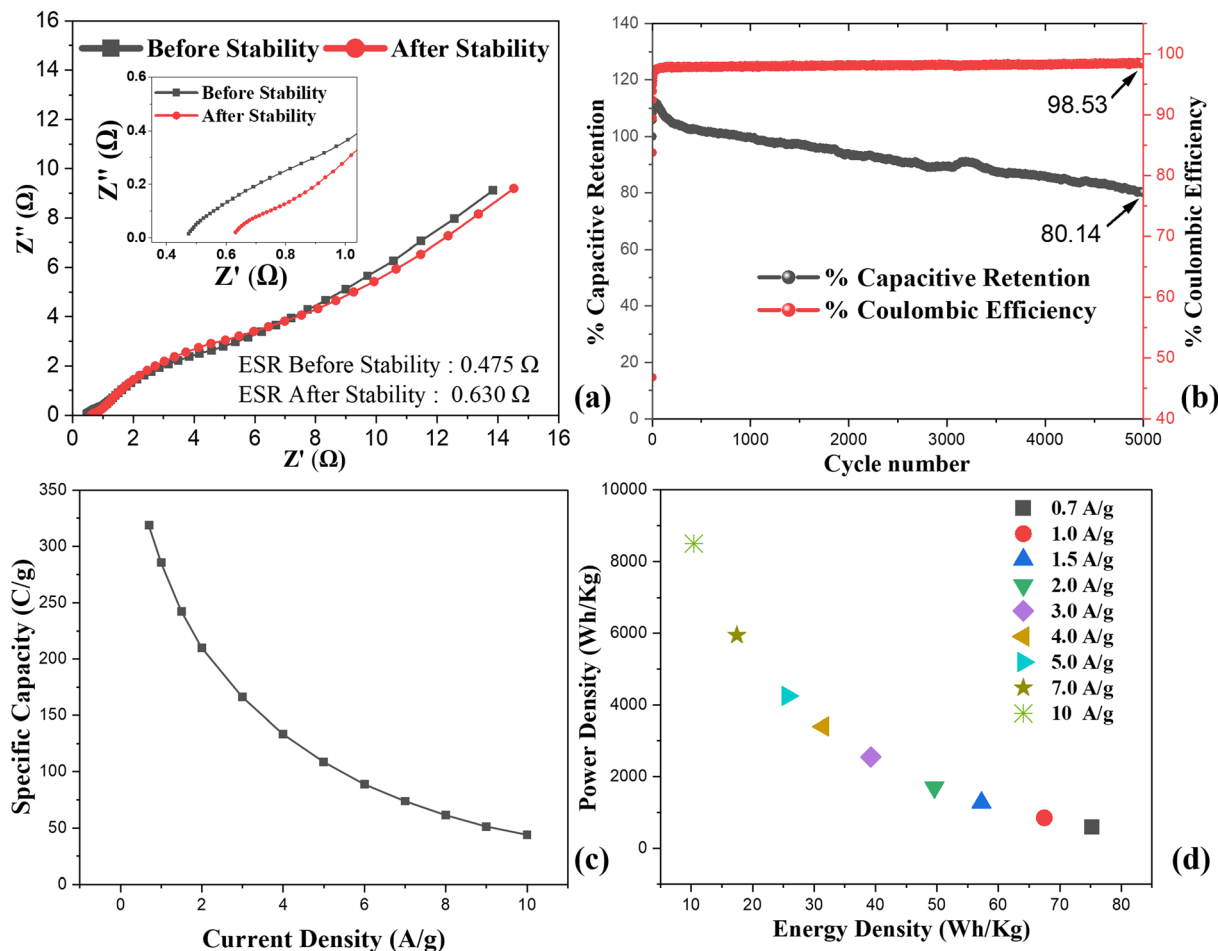 16
14
12
10
8
6
4
2
0
Z'' (Ω)
Before Stability After Stability
0.6
0.4
0.2
0.0
Z'' (Ω)
Before Stability
After Stability
0.4 0.6 0.8 1.0
Z' (Ω)
ESR Before Stability : 0.475 Ω
ESR After Stability : 0.630 Ω
0 2 4 6 8 10 12 14 16
Z' (Ω)
(a)
140
120
100
80
60
40
20
0
% Capacitive Retention
98.53
80.14
% Capacitive Retention
% Coulombic Efficiency
100
90
80
70
60
50
40
% Coulombic Efficiency
0 1000 2000 3000 4000 5000
Cycle number
(b)
350
300
250
200
150
100
50
0
Specific Capacity (C/g)
0 2 4 6 8 10
Current Density (A/g)
(c)
10000
8000
6000
4000
2000
0
Power Density (Wh/Kg)
0.7 A/g
1.0 A/g
1.5 A/g
2.0 A/g
3.0 A/g
4.0 A/g
5.0 A/g
7.0 A/g
10 A/g
10 20 30 40 50 60 70 80
Energy Density (Wh/Kg)
(d)